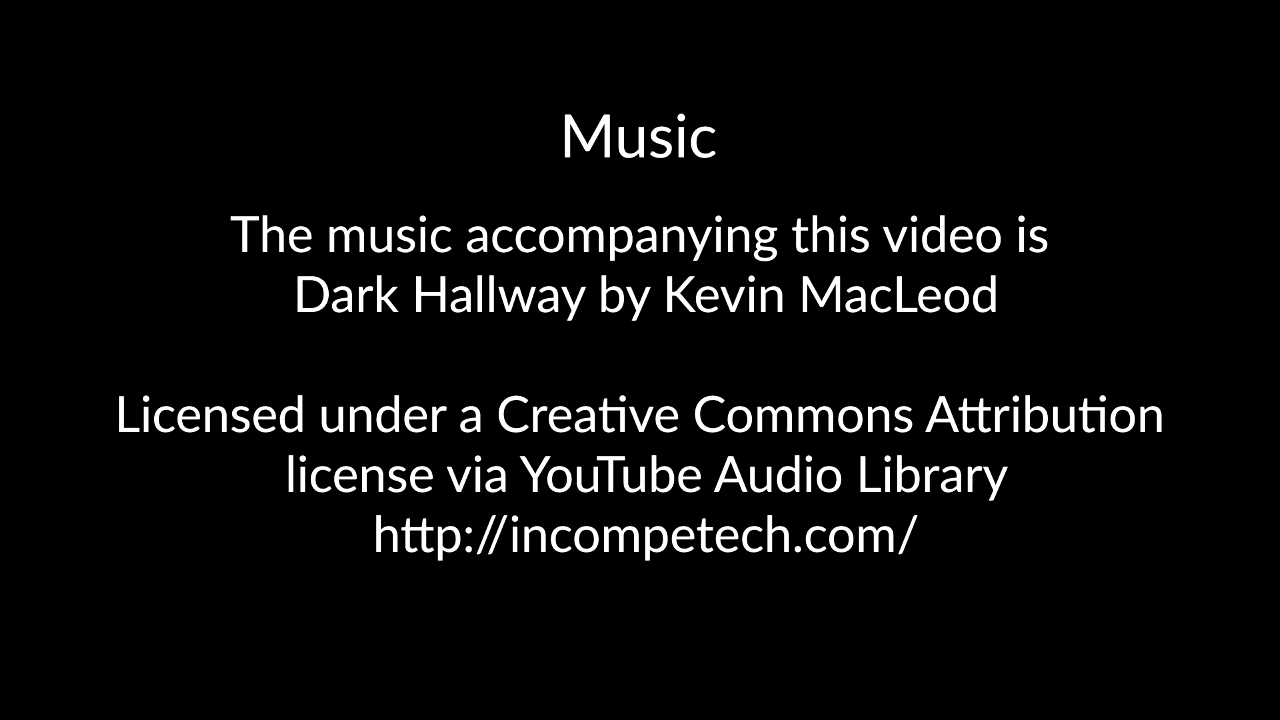 Music
The music accompanying this video is
Dark Hallway by Kevin MacLeod
Licensed under a Creative Commons Attribution
license via YouTube Audio Library
http://incompetech.com/